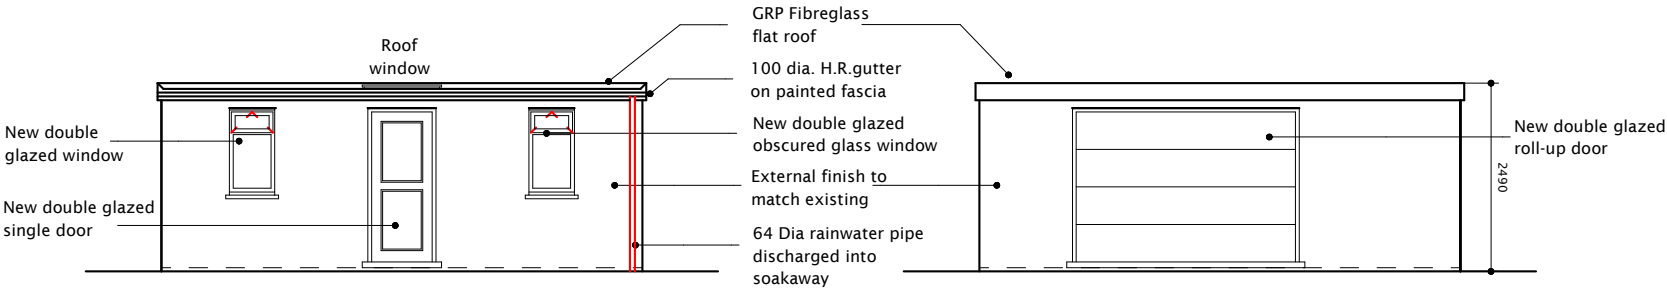 GRP Fibreglass
flat roof
Roof
window
100 dia. H.R.gutter
on painted fascia
New double
glazed window
New double glazed
obscured glass window
New double glazed
roll-up door
External finish to
match existing
2490
New double glazed
single door
64 Dia rainwater pipe
discharged into
soakaway